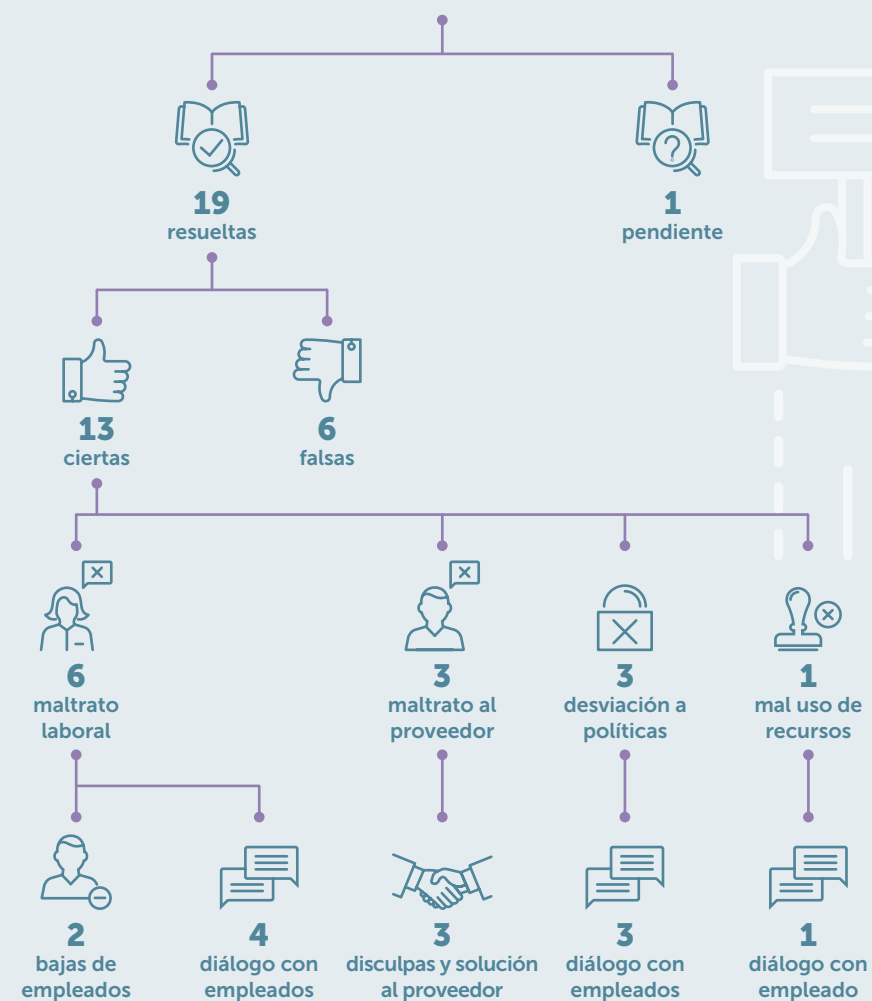 19
resueltas
1
pendiente
13
ciertas
6
falsas
6
maltrato
laboral
3
maltrato al
proveedor
3
desviación a
políticas
1
mal uso de
recursos
2
bajas de
empleados
4
diálogo con
empleados
3
disculpas y solución
al proveedor
3
diálogo con
empleados
1
diálogo con
empleado